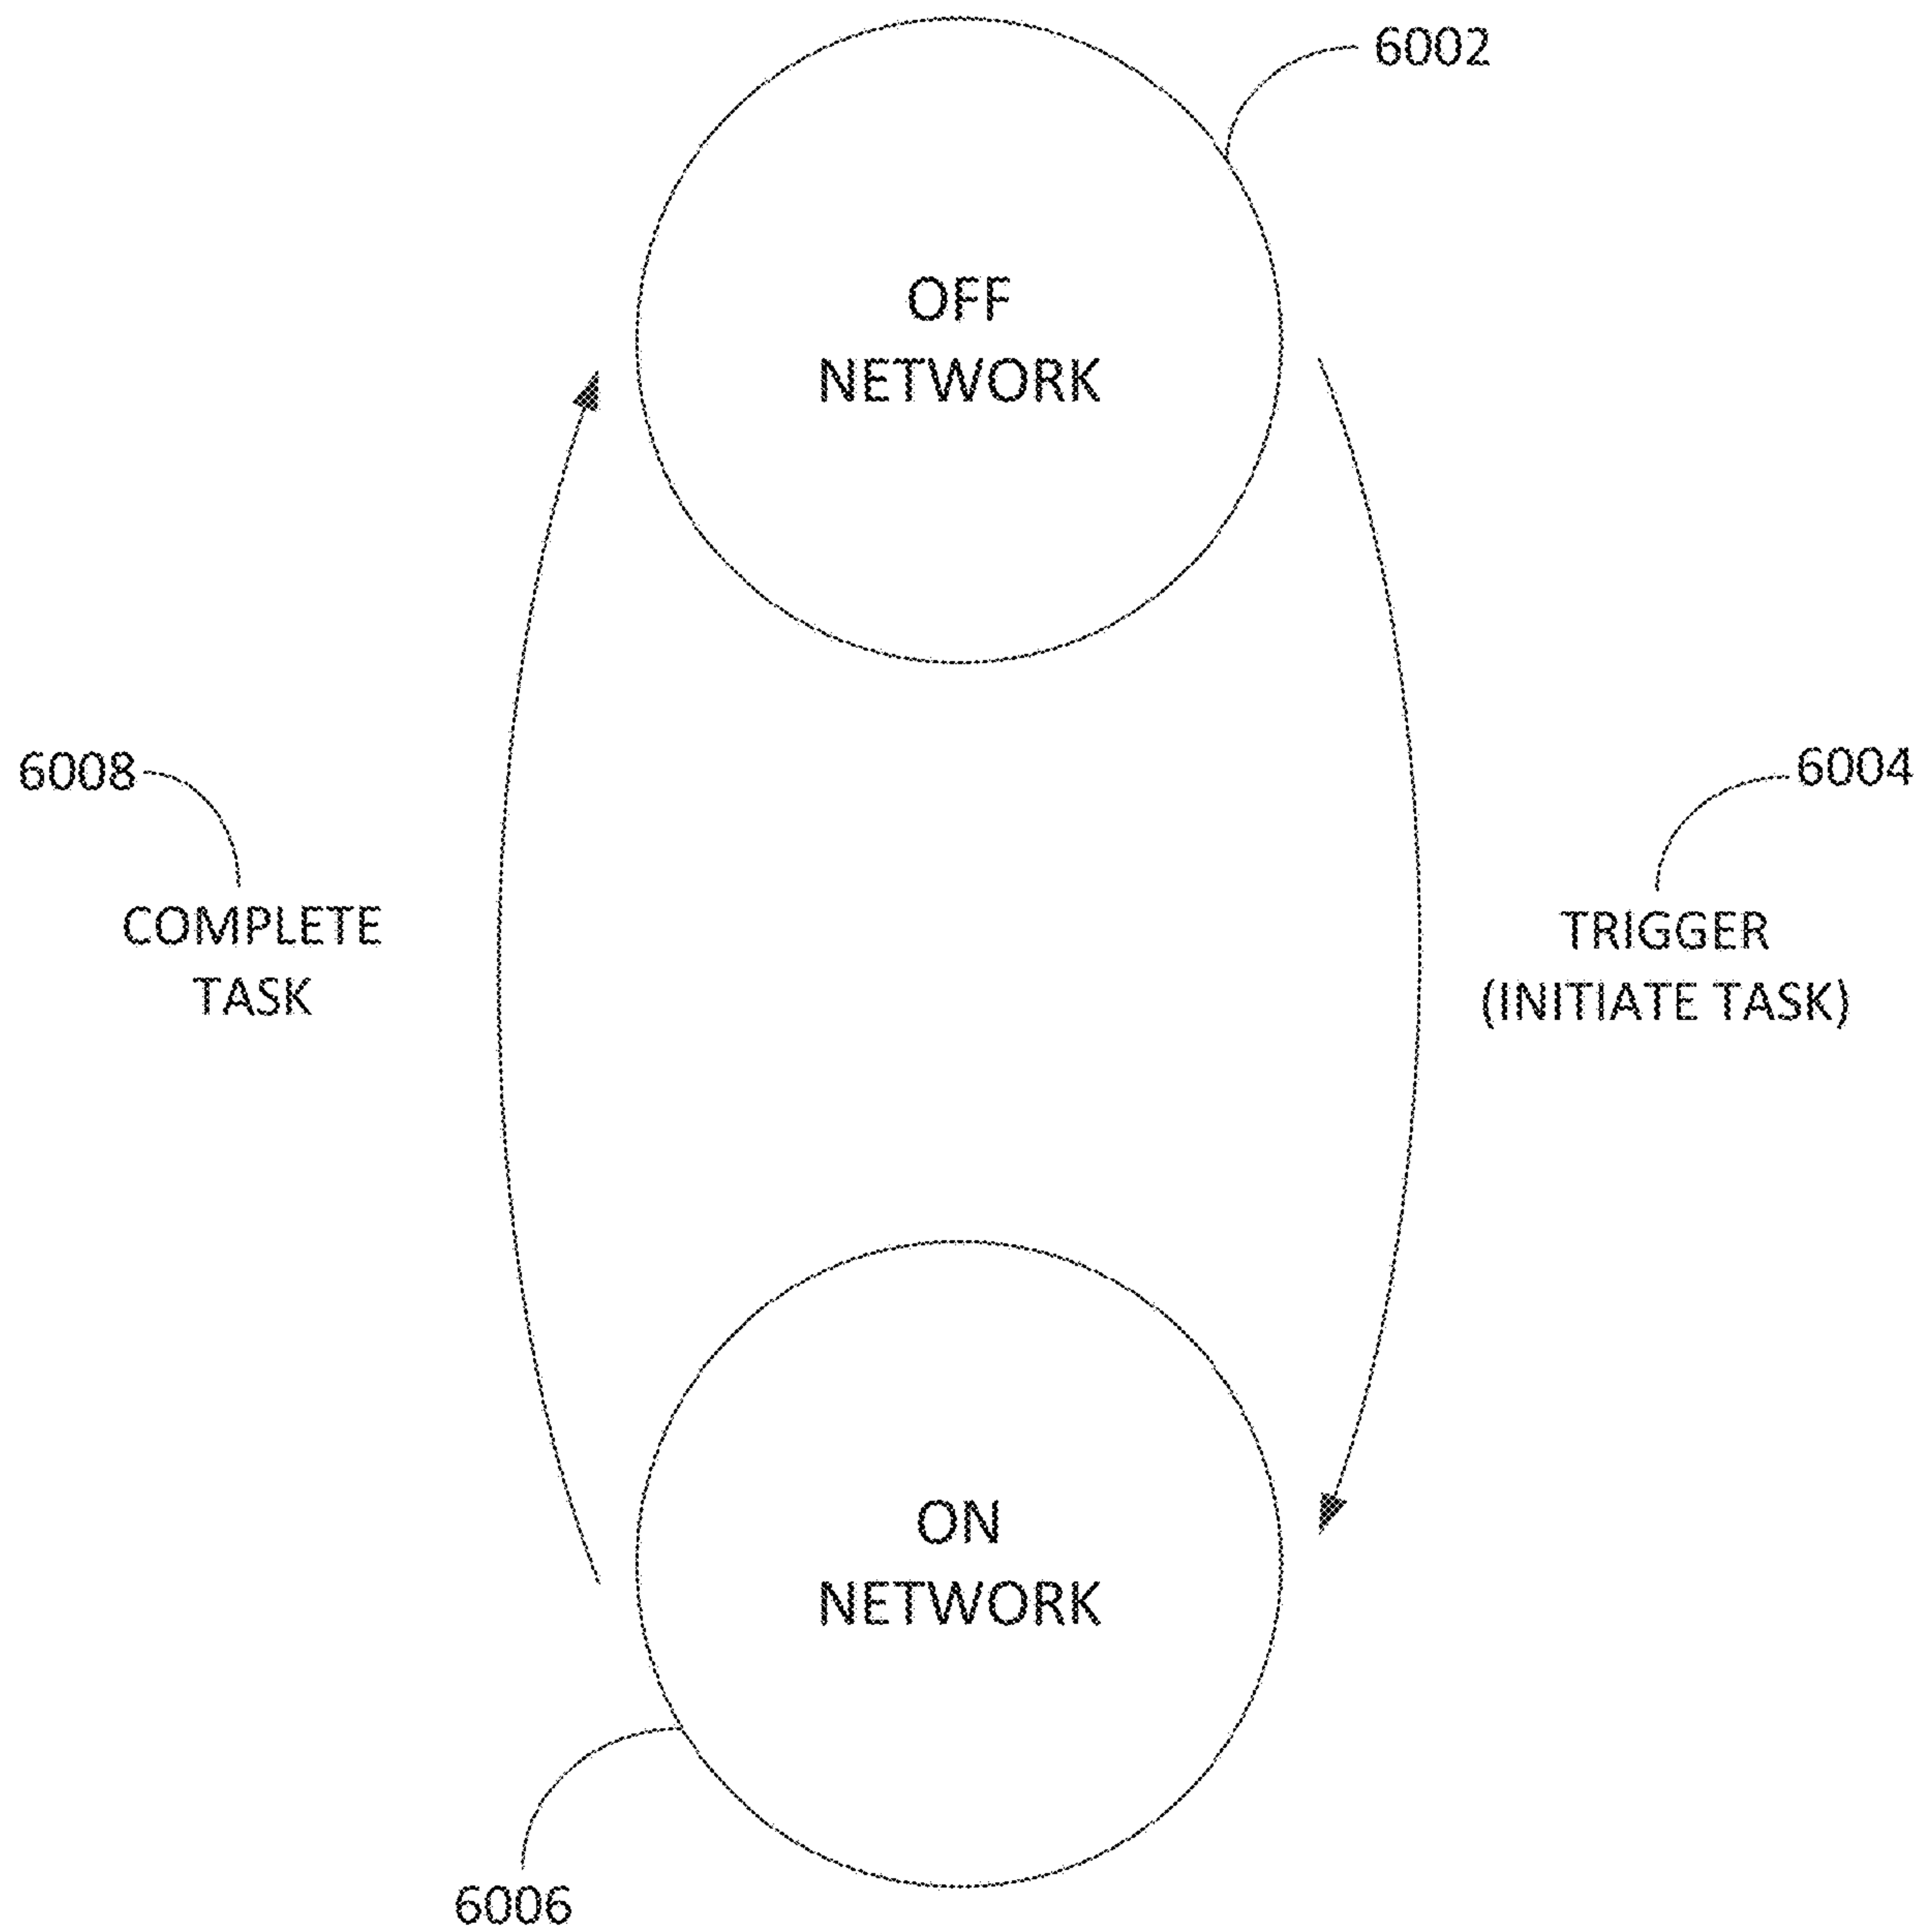 6002
OFF
NETWORK
6008
6004
COMPLETE
TASK
TRIGGER
(INITIATE TASK)
ON
NETWORK
6006